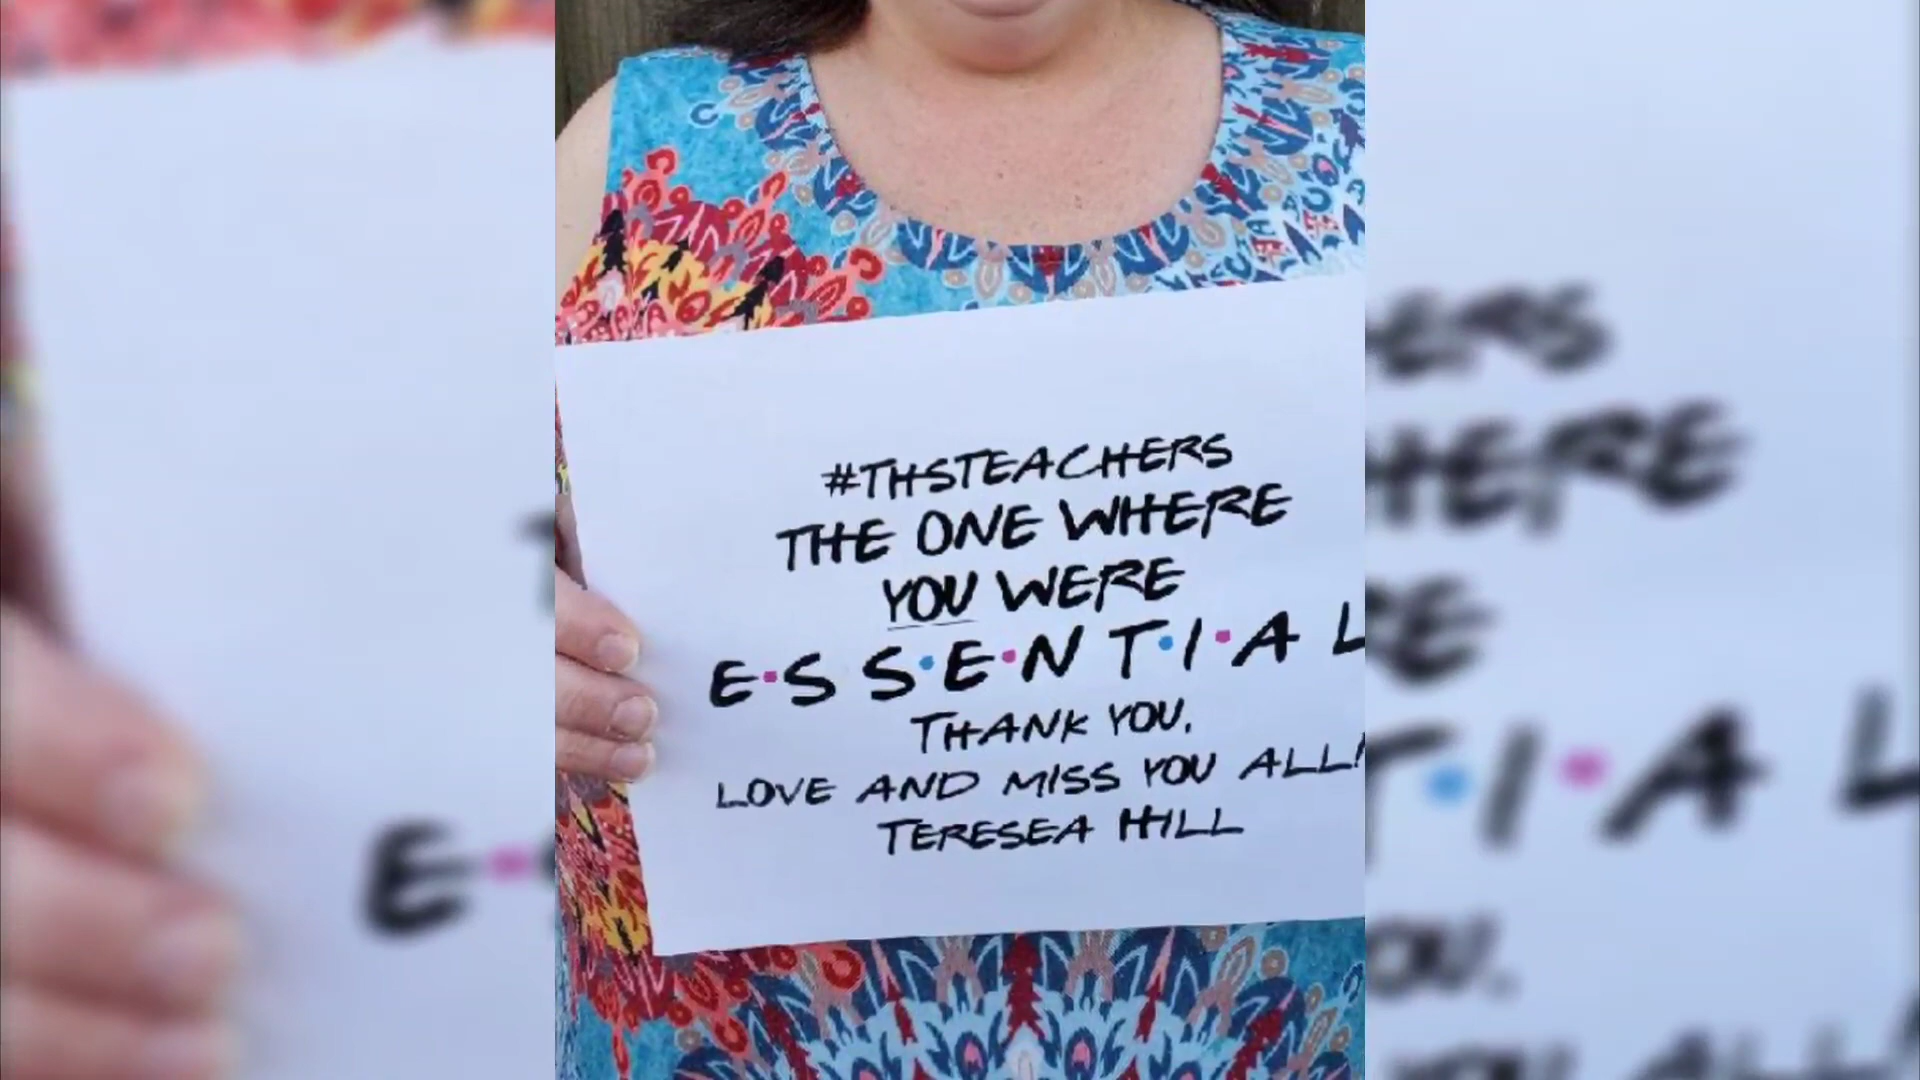 #THSTEACHERS
THE ONE WHERE
YOU WERE
E·S S·E·N T·I·A L
THANK YOU.
LOVE AND MISS YOU ALL!
TERESEA HILL